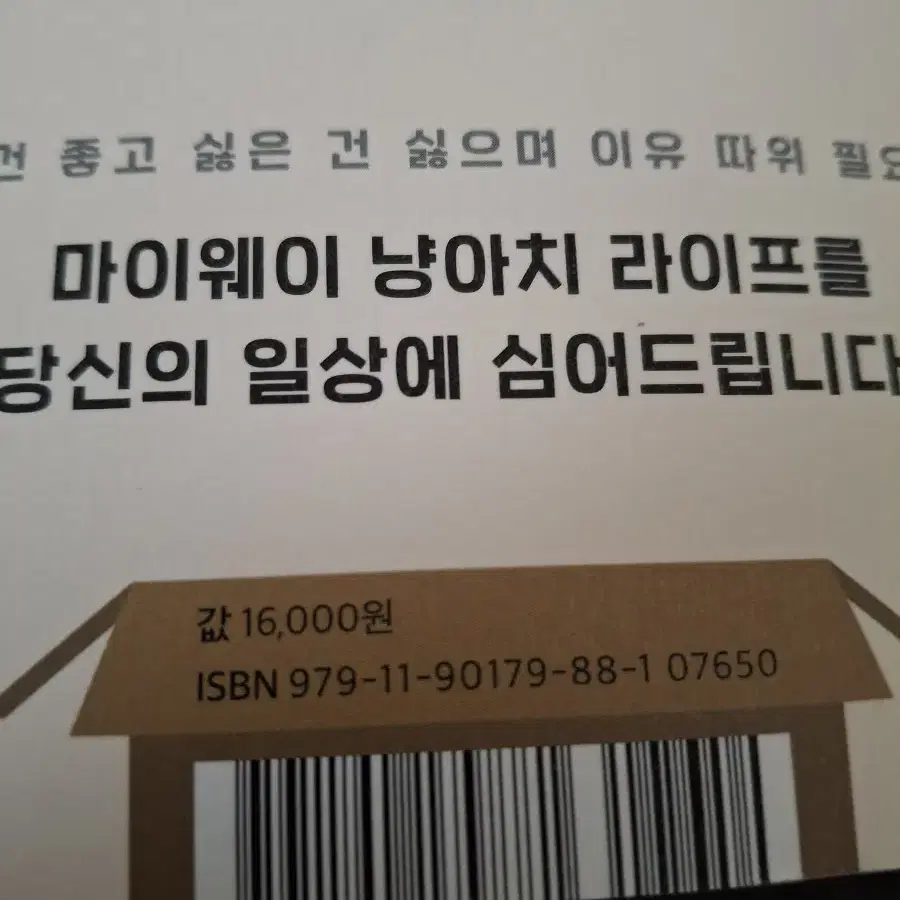 건 좋고 싫은 건 싫으며 이유 따위 필요
마이웨이 냥아치 라이프를
당신의 일상에 심어드립니다
값 16,000원
ISBN 979-11-90179-88-1 07650